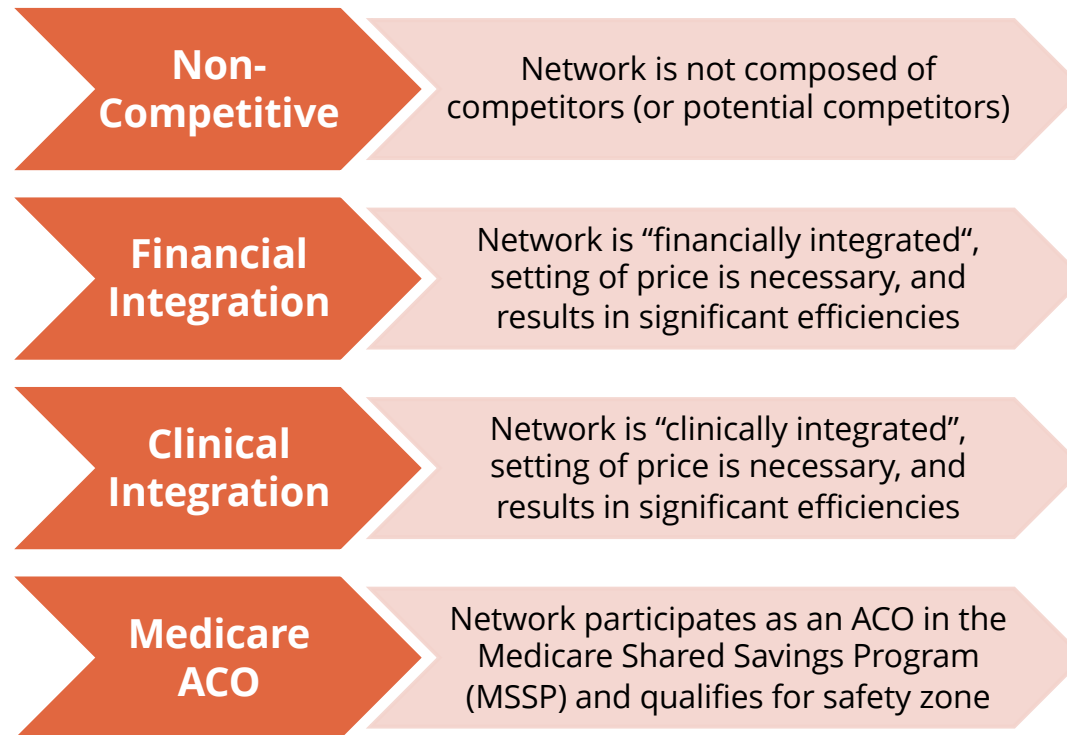 Non-
Competitive
Network is not composed of
competitors (or potential competitors)
Financial
Integration
Network is “financially integrated“,
setting of price is necessary, and
results in significant efficiencies
Clinical
Integration
Network is “clinically integrated”,
setting of price is necessary, and
results in significant efficiencies
Medicare
ACO
Network participates as an ACO in the
Medicare Shared Savings Program
(MSSP) and qualifies for safety zone